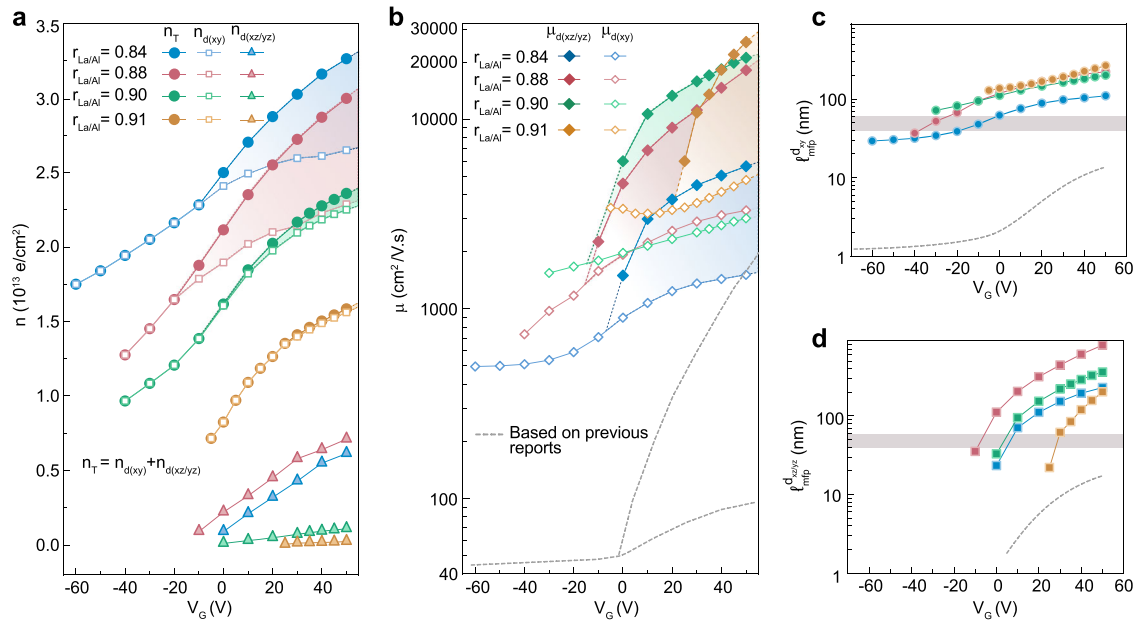 a
n_T n_d(xy) n_d(xz/yz)
r_La/Al = 0.84
r_La/Al = 0.88
r_La/Al = 0.90
r_La/Al = 0.91
n_T = n_d(xy)+n_d(xz/yz)
n (10^13 e/cm^2)
3.5
3.0
2.5
2.0
1.5
1.0
0.5
0.0
-60 -40 -20 0 20 40
V_G (V)
b
μ_d(xz/yz) μ_d(xy)
r_La/Al = 0.84
r_La/Al = 0.88
r_La/Al = 0.90
r_La/Al = 0.91
Based on previous
reports
μ (cm^2/V.s)
30000
20000
10000
1000
100
40
-60 -40 -20 0 20 40
V_G (V)
c
ℓ_mfp^d_xy (nm)
100
10
1
-60 -40 -20 0 20 40 60
V_G (V)
d
ℓ_mfp^d_xz/yz (nm)
100
10
1
-60 -40 -20 0 20 40 60
V_G (V)